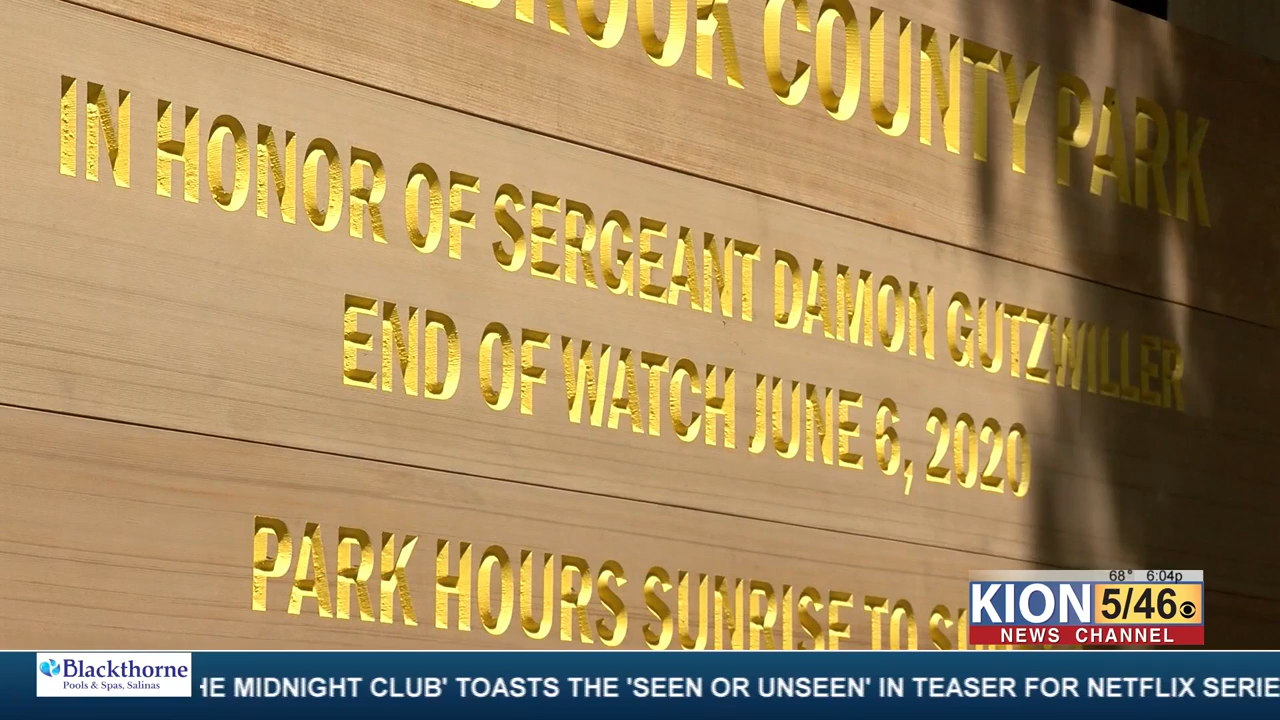 COUNTY PARK
IN HONOR OF SERGEANT DAMON GUTZWILLER
END OF WATCH JUNE 6, 2020
PARK HOURS SUNRISE TO
68° 6:04p
KION 5/46
NEWS CHANNEL
Blackthorne
Pools & Spas, Salinas
HE MIDNIGHT CLUB' TOASTS THE 'SEEN OR UNSEEN' IN TEASER FOR NETFLIX SERIE